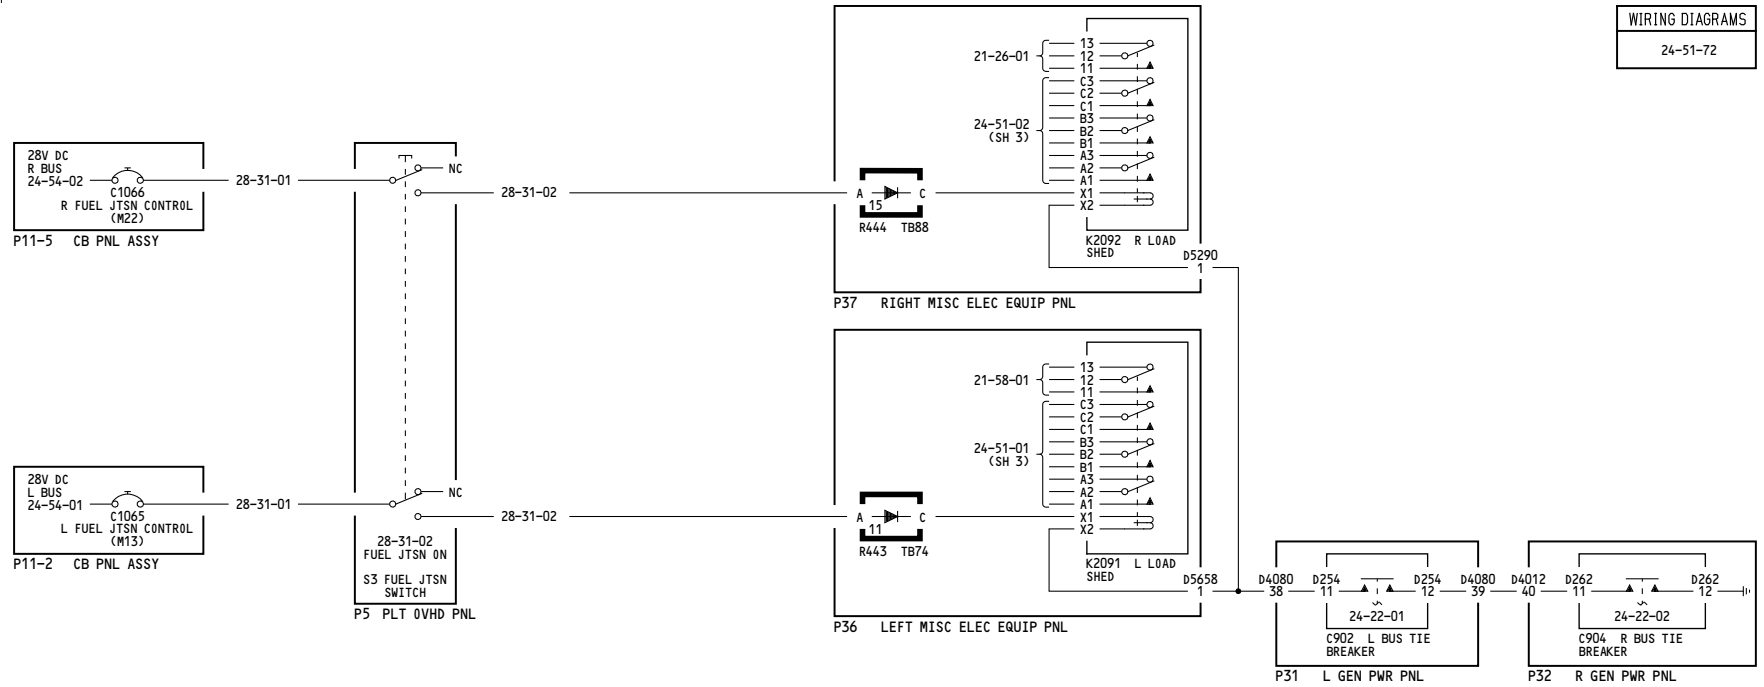 WIRING DIAGRAMS
24-51-72
28V DC
R BUS
24-54-02
C1066
R FUEL JTSN CONTROL
(M22)
P11-5 CB PNL ASSY
28-31-01
NC
28-31-02
28V DC
L BUS
24-54-01
C1065
L FUEL JTSN CONTROL
(M13)
P11-2 CB PNL ASSY
28-31-01
NC
28-31-02
28-31-02
FUEL JTSN ON
S3 FUEL JTSN
SWITCH
P5 PLT OVHD PNL
21-26-01
24-51-02
(SH 3)
13
12
11
C3
C2
C1
B3
B2
B1
A3
A2
A1
X1
X2
A C
15
R444 TB88
K2092 R LOAD
SHED
D5290
1
P37 RIGHT MISC ELEC EQUIP PNL
21-58-01
24-51-01
(SH 3)
13
12
11
C3
C2
C1
B3
B2
B1
A3
A2
A1
X1
X2
A C
11
R443 TB74
K2091 L LOAD
SHED
D5658
1
P36 LEFT MISC ELEC EQUIP PNL
D4080
38
D254
11
D254
12
D4080
39
24-22-01
C902 L BUS TIE
BREAKER
P31 L GEN PWR PNL
D4012
40
D262
11
D262
12
24-22-02
C904 R BUS TIE
BREAKER
P32 R GEN PWR PNL